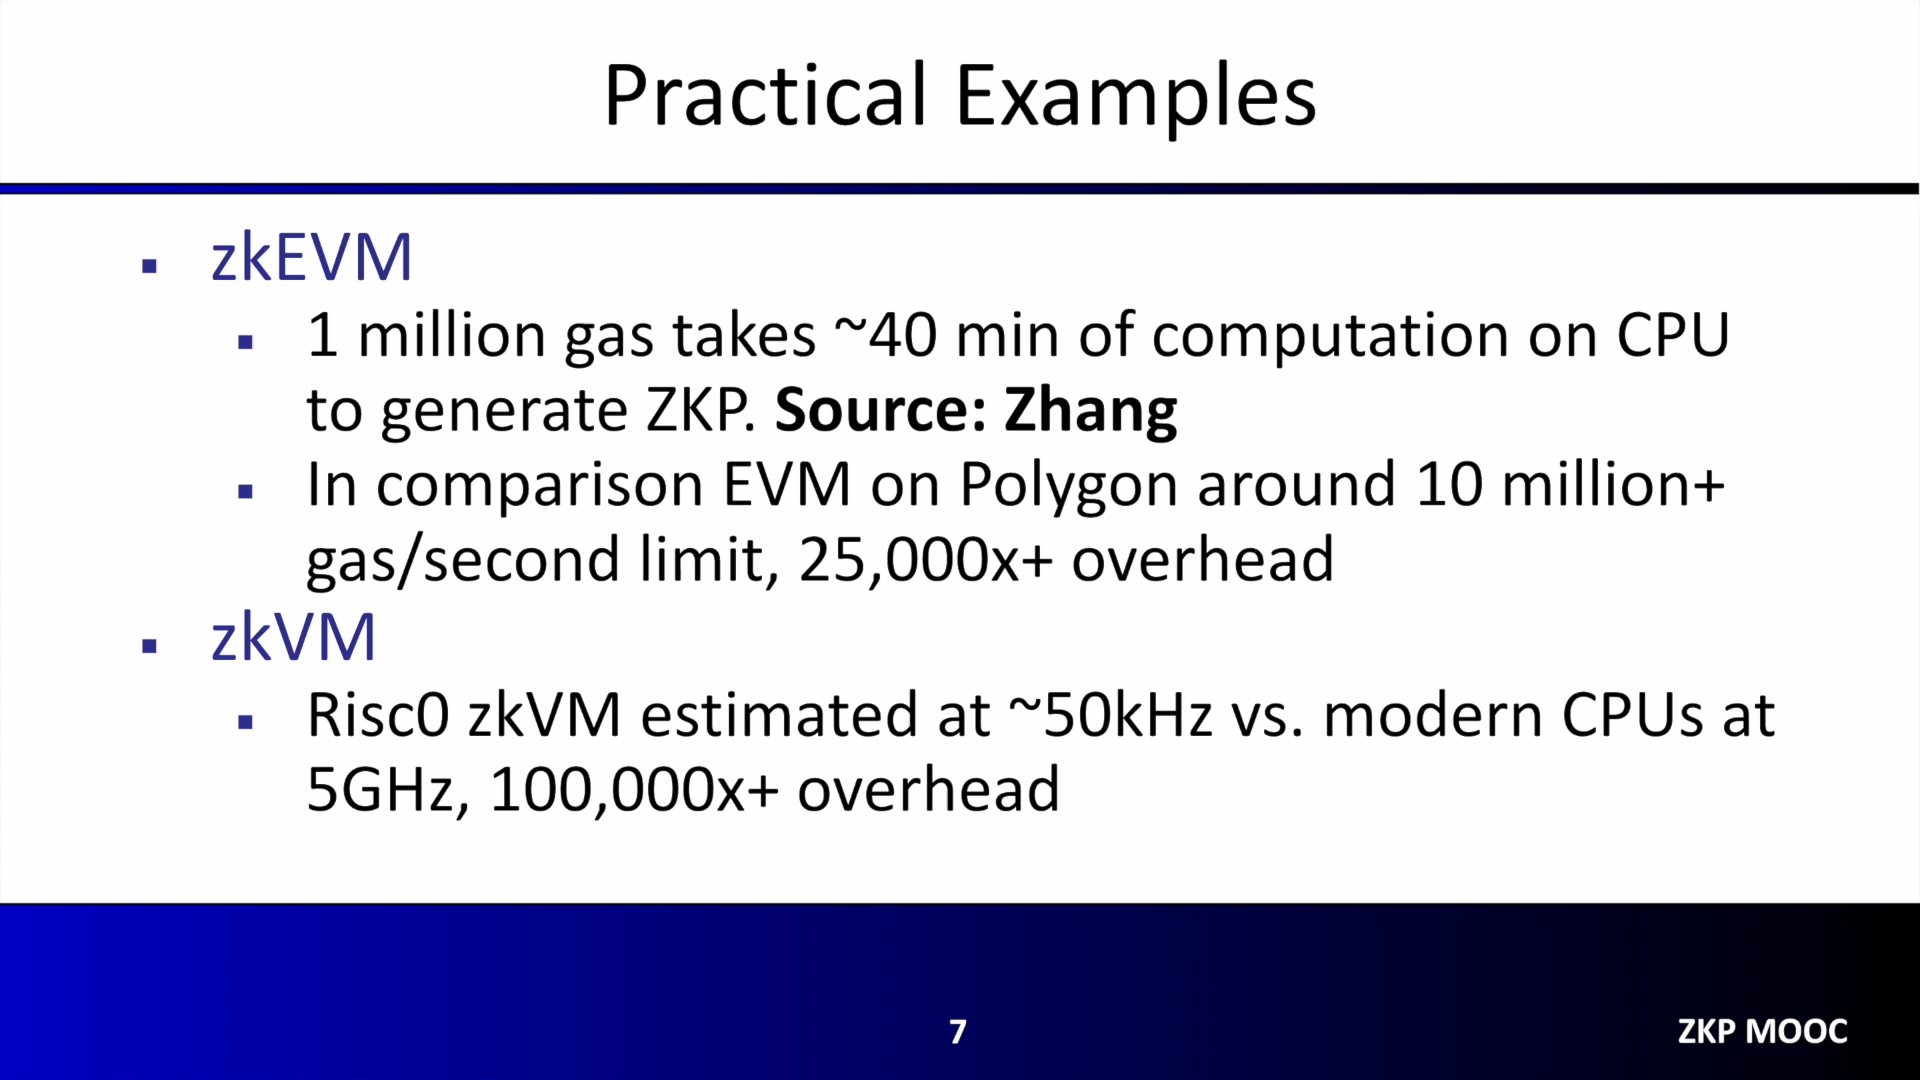 Practical Examples
zkEVM
1 million gas takes ~40 min of computation on CPU
to generate ZKP. Source: Zhang
In comparison EVM on Polygon around 10 million+
gas/second limit, 25,000x+ overhead
zkVM
Risc0 zkVM estimated at ~50kHz vs. modern CPUs at
5GHz, 100,000x+ overhead
7
ZKP MOOC